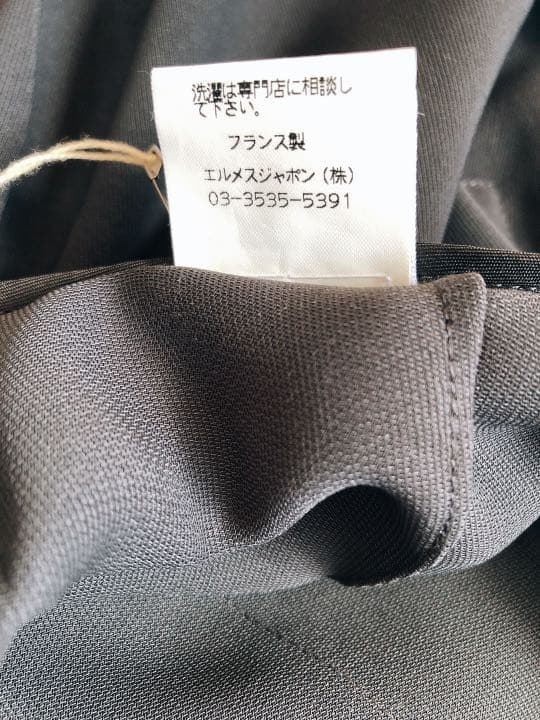 洗濯は専門店に相談し
て下さい。
フランス製
エルメスジャポン（株）
03-3535-5391